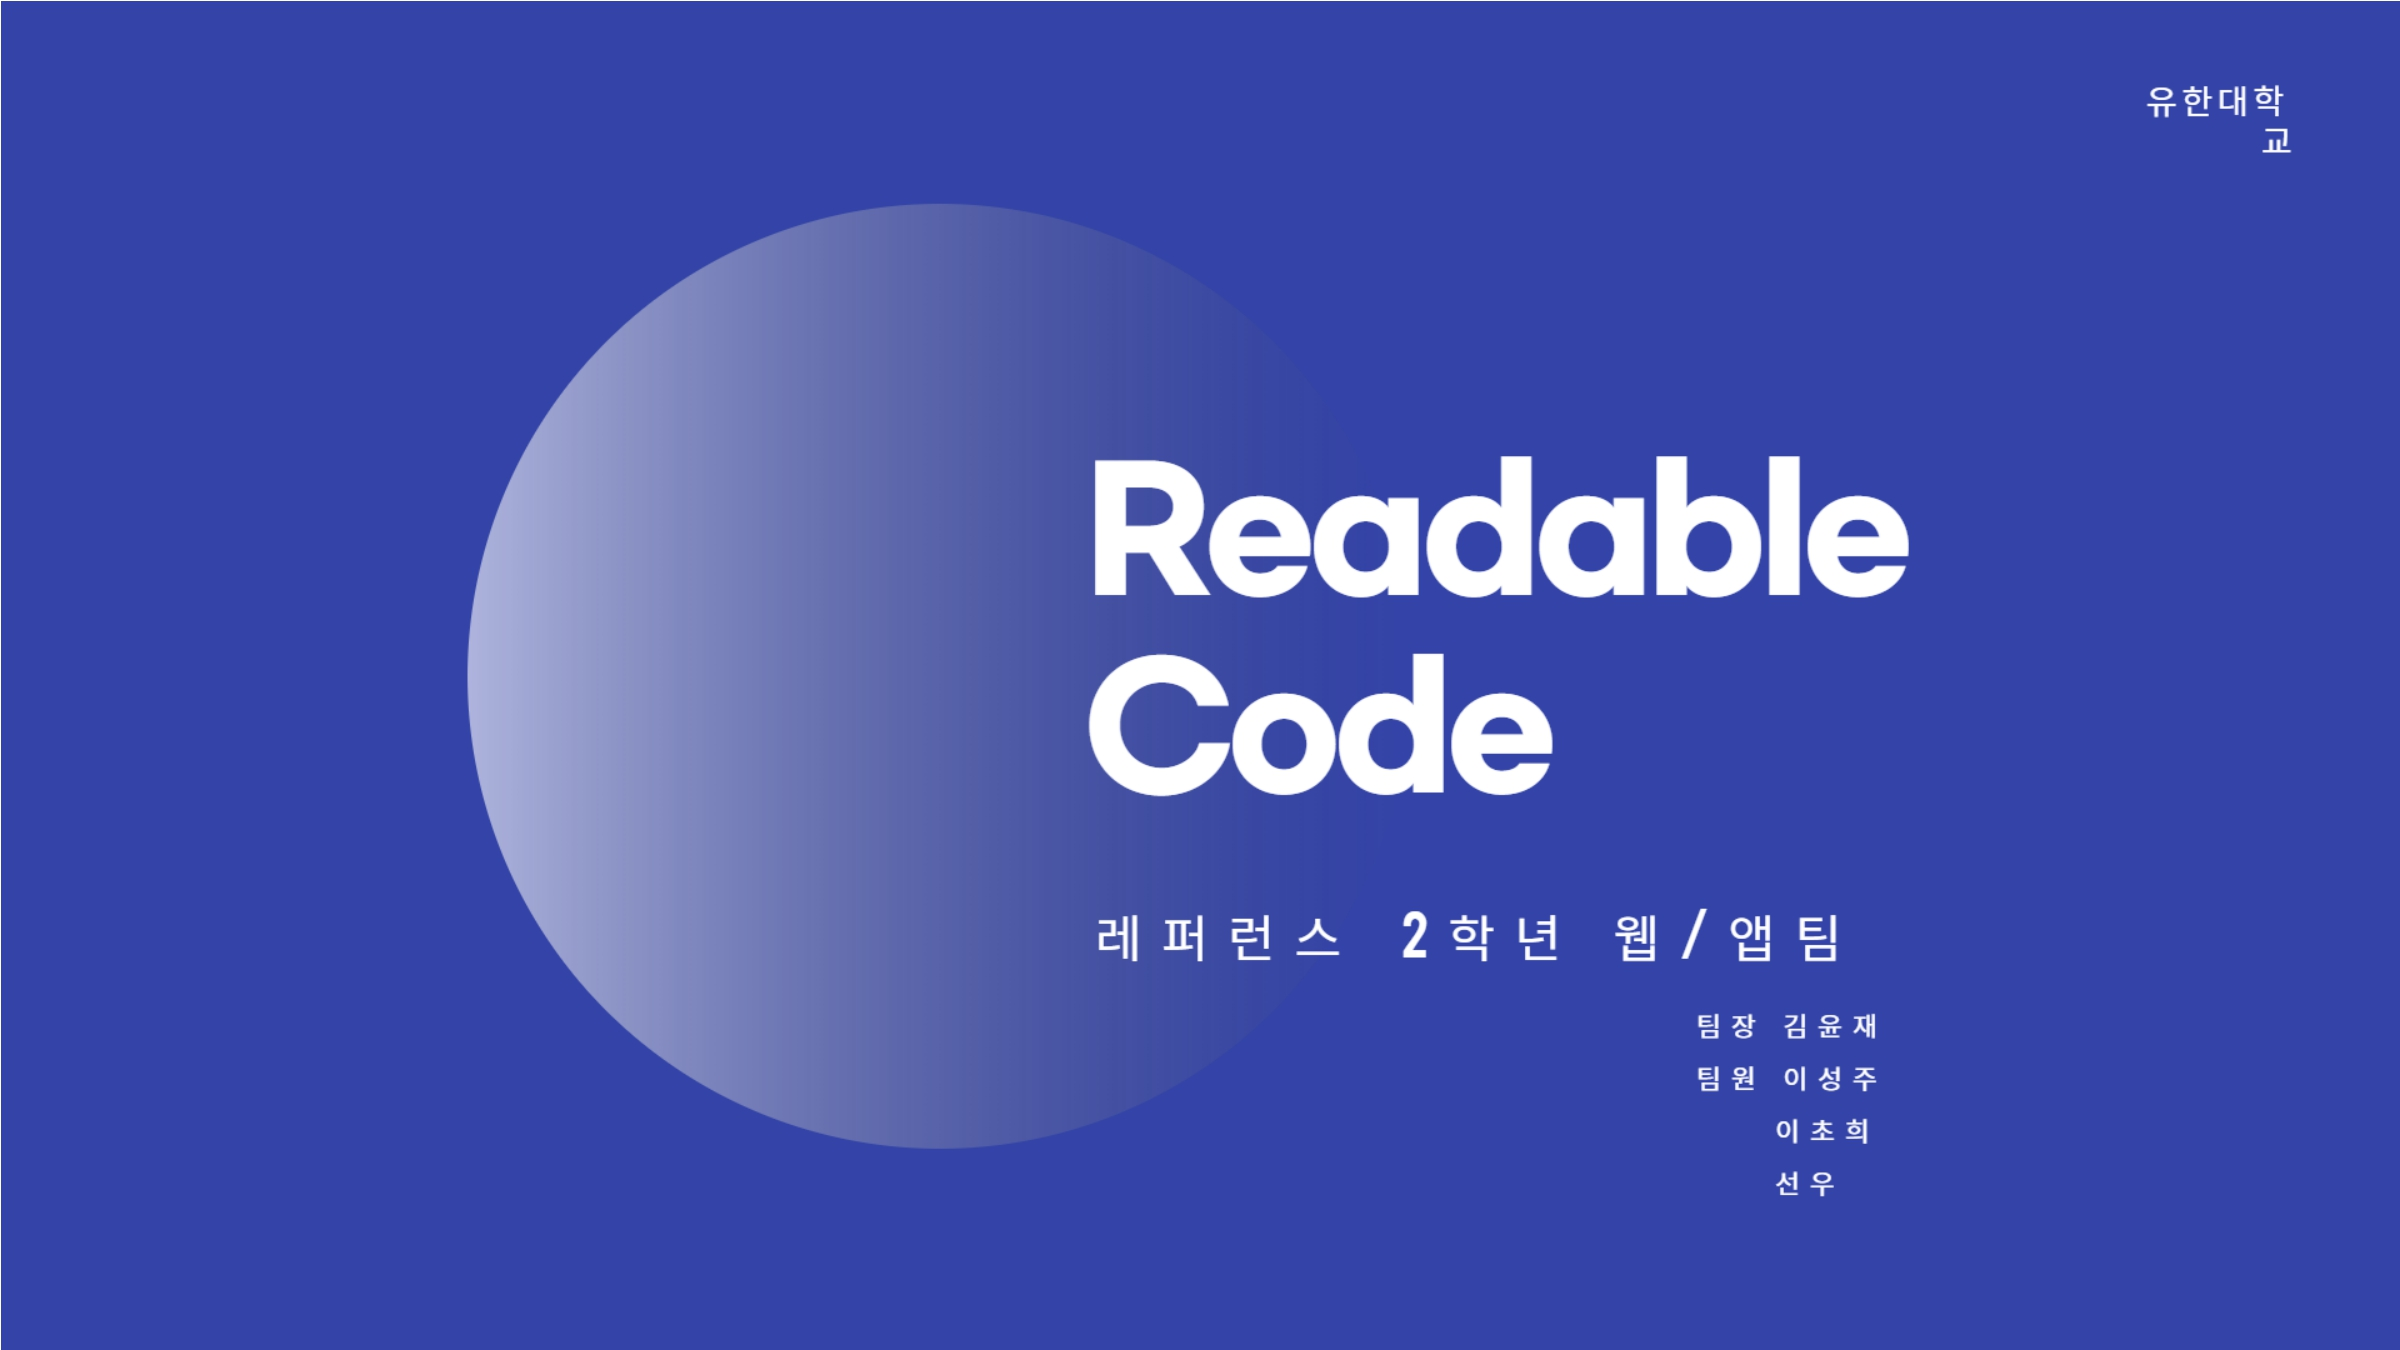 유한대학
교
Readable
Code
레퍼런스 2학년 웹/앱팀
팀장 김윤재
팀원 이성주
이초희
선우